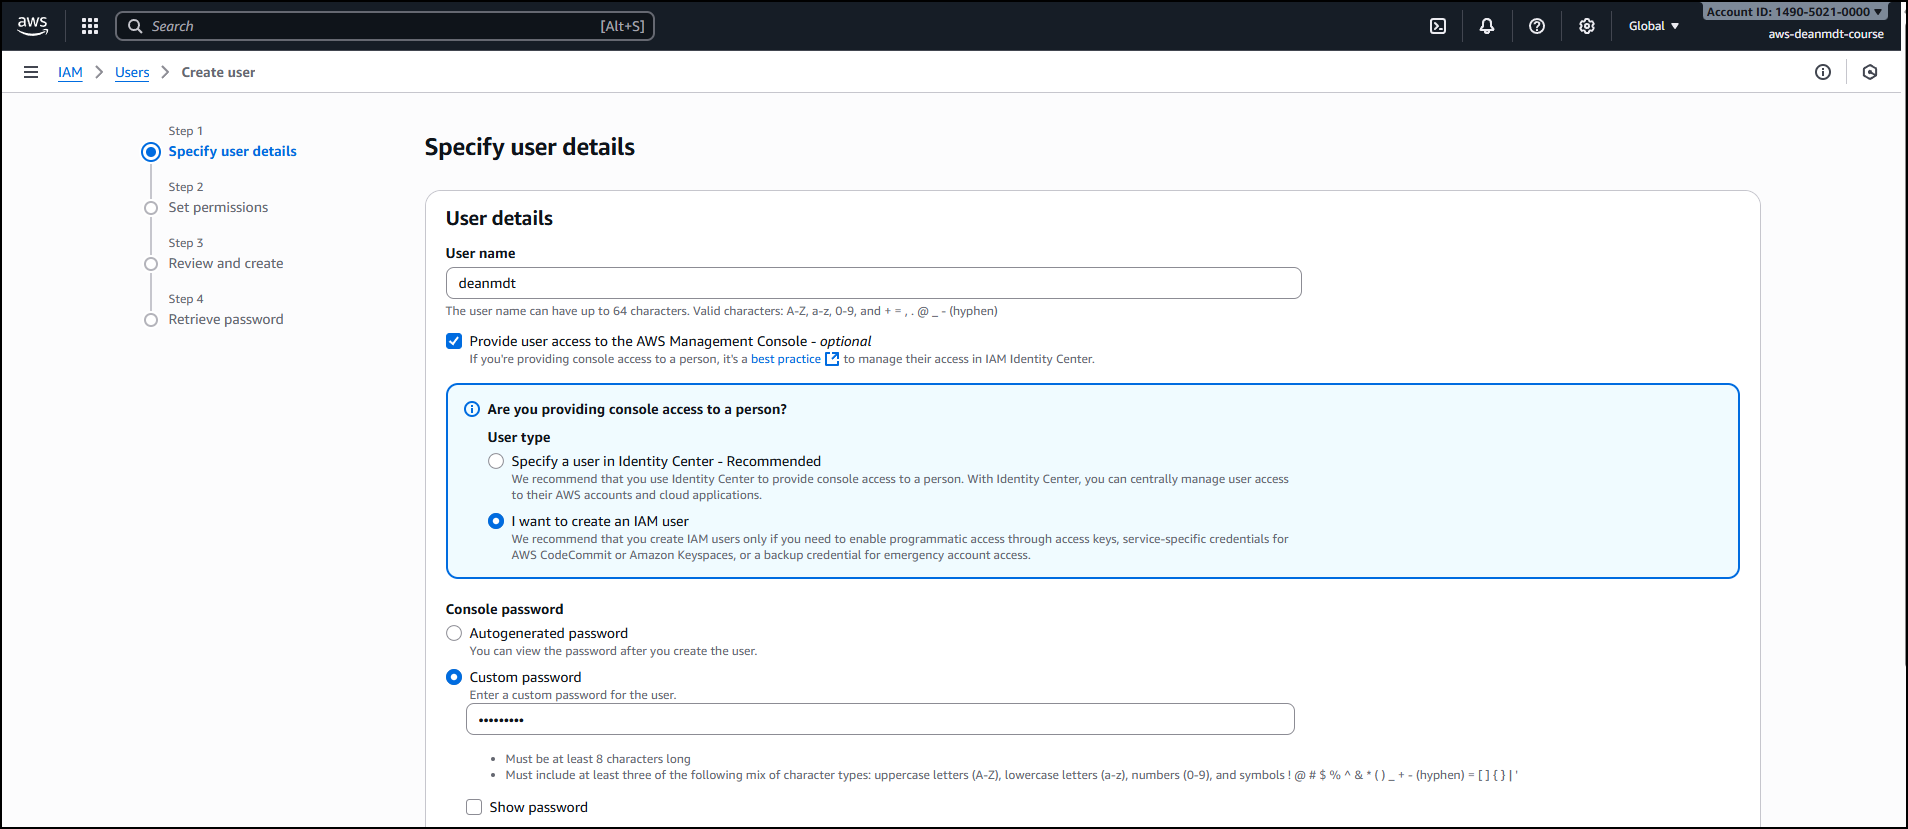 aws
Search
[Alt+S]
Global
Account ID: 1490-5021-0000
aws-deanmdt-course
IAM
Users
Create user
Step 1
Specify user details
Step 2
Set permissions
Step 3
Review and create
Step 4
Retrieve password
Specify user details
User details
User name
deanmdt
The user name can have up to 64 characters. Valid characters: A-Z, a-z, 0-9, and + = , . @ _ - (hyphen)
Provide user access to the AWS Management Console - optional
If you're providing console access to a person, it's a best practice to manage their access in IAM Identity Center.
Are you providing console access to a person?
User type
Specify a user in Identity Center - Recommended
We recommend that you use Identity Center to provide console access to a person. With Identity Center, you can centrally manage user access
to their AWS accounts and cloud applications.
I want to create an IAM user
We recommend that you create IAM users only if you need to enable programmatic access through access keys, service-specific credentials for
AWS CodeCommit or Amazon Keyspaces, or a backup credential for emergency account access.
Console password
Autogenerated password
You can view the password after you create the user.
Custom password
Enter a custom password for the user.
•••••••••
• Must be at least 8 characters long
• Must include at least three of the following mix of character types: uppercase letters (A-Z), lowercase letters (a-z), numbers (0-9), and symbols ! @ # $ % ^ & * ( ) _ + - (hyphen) = [ ] { } | '
Show password